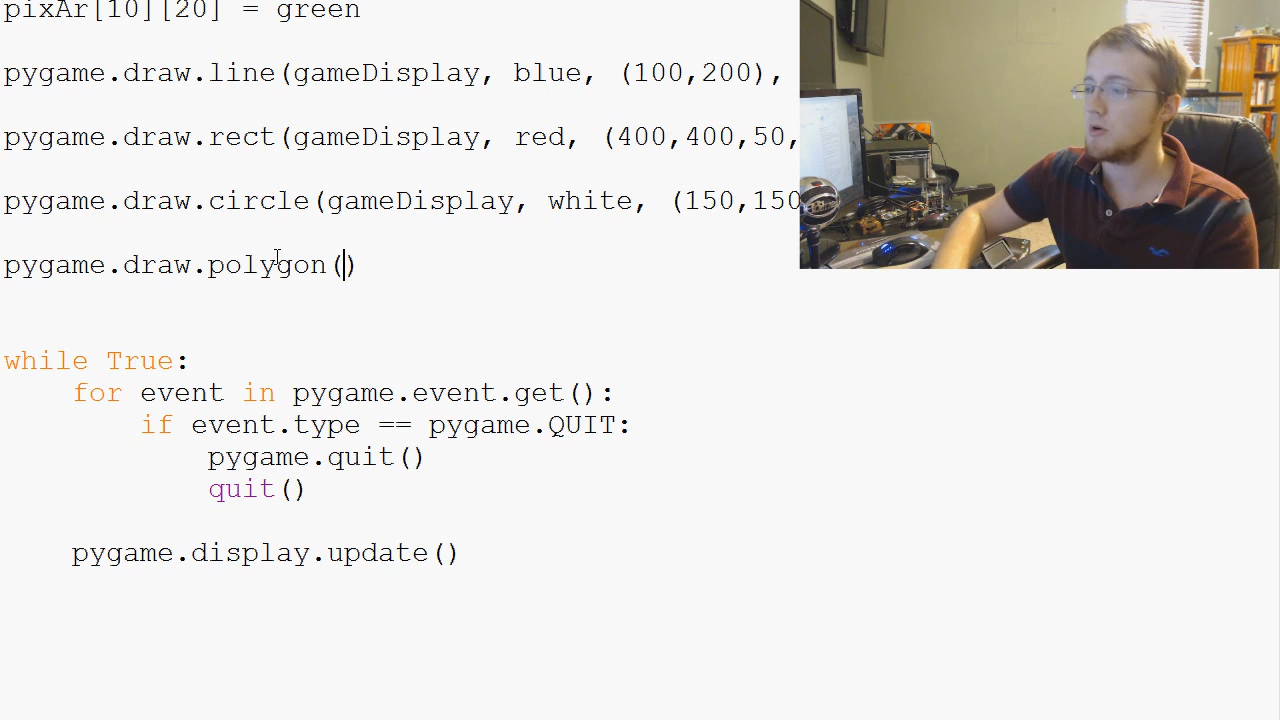 pixAr[10][20] = green
pygame.draw.line(gameDisplay, blue, (100,200),
pygame.draw.rect(gameDisplay, red, (400,400,50,
pygame.draw.circle(gameDisplay, white, (150,150
pygame.draw.polygon()
while True:
for event in pygame.event.get():
if event.type == pygame.QUIT:
pygame.quit()
quit()
pygame.display.update()